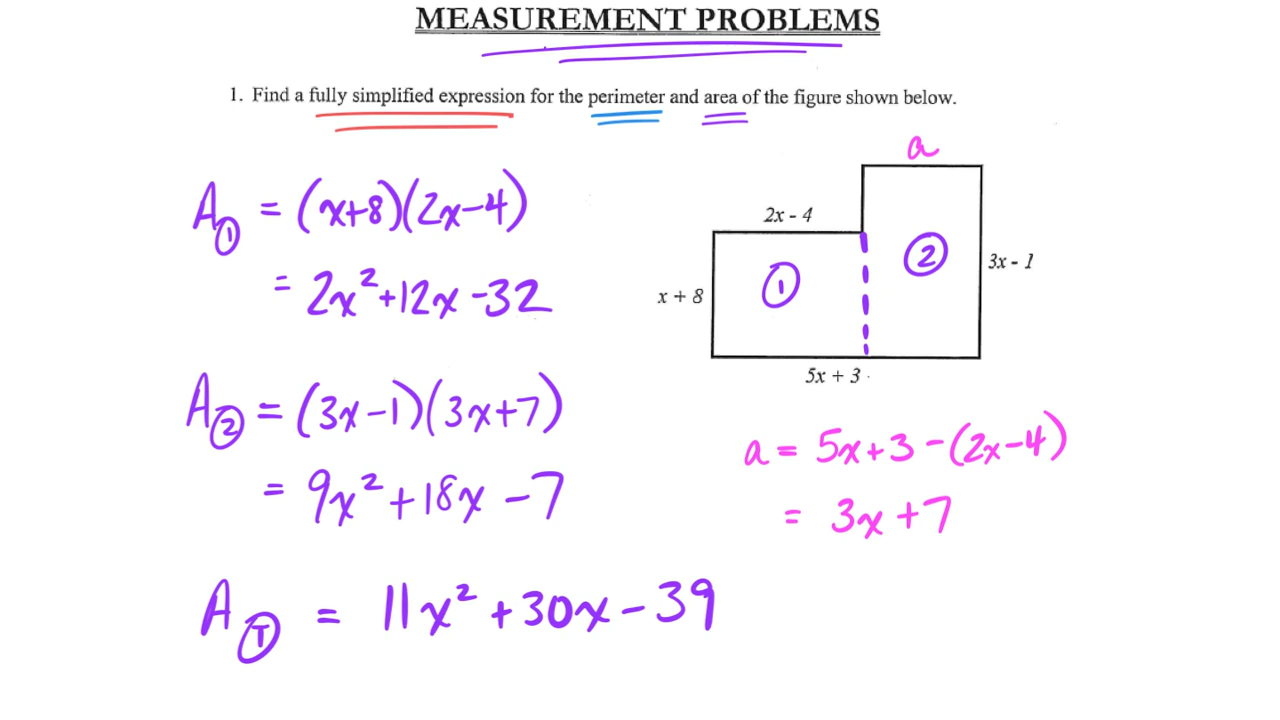 MEASUREMENT PROBLEMS
1. Find a fully simplified expression for the perimeter and area of the figure shown below.
A① = (x+8)(2x-4)
= 2x²+12x-32
A② = (3x-1)(3x+7)
= 9x²+18x-7
AⓉ = 11x²+30x-39
a
2x - 4
②
3x - 1
x + 8
①
5x + 3
a = 5x+3-(2x-4)
= 3x+7